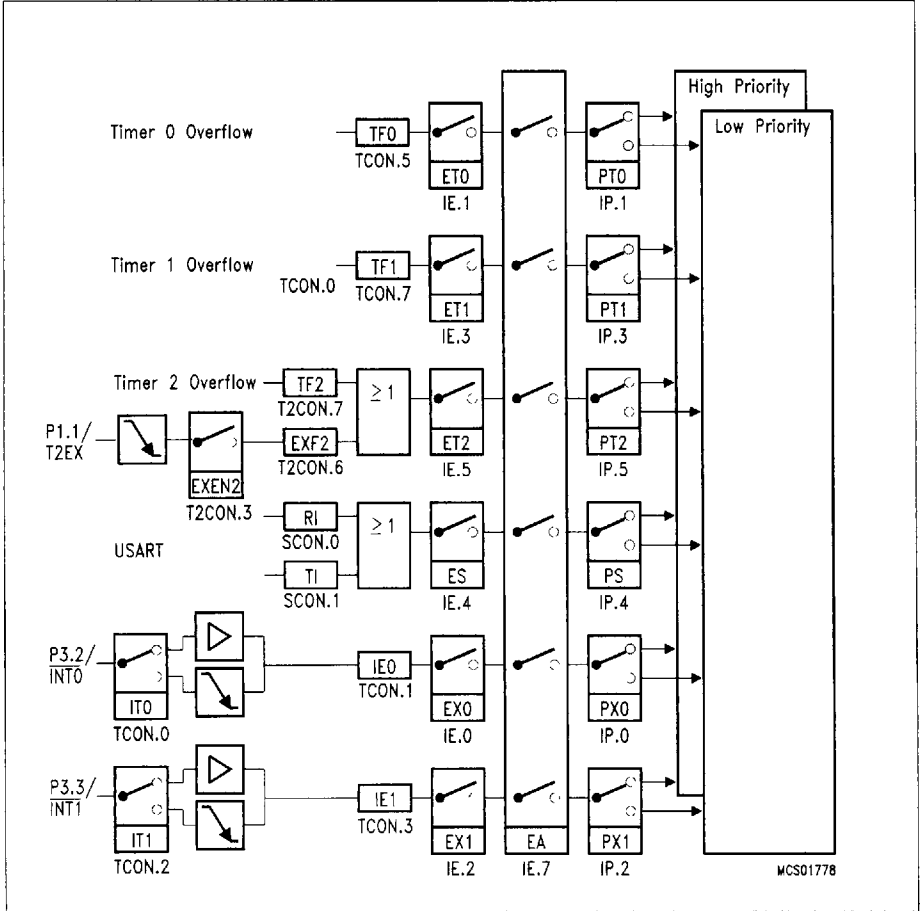 High Priority
Low Priority
Timer 0 Overflow
TF0
TCON.5
ET0
IE.1
PT0
IP.1
Timer 1 Overflow
TCON.0
TF1
TCON.7
ET1
IE.3
PT1
IP.3
Timer 2 Overflow
TF2
T2CON.7
≥1
ET2
IE.5
PT2
IP.5
P1.1/
T2EX
EXEN2
T2CON.3
EXF2
T2CON.6
USART
RI
SCON.0
TI
SCON.1
≥1
ES
IE.4
PS
IP.4
P3.2/
INT0
IT0
TCON.0
IE0
TCON.1
EX0
IE.0
PX0
IP.0
P3.3/
INT1
IT1
TCON.2
IE1
TCON.3
EX1
IE.2
EA
IE.7
PX1
IP.2
MCS01778